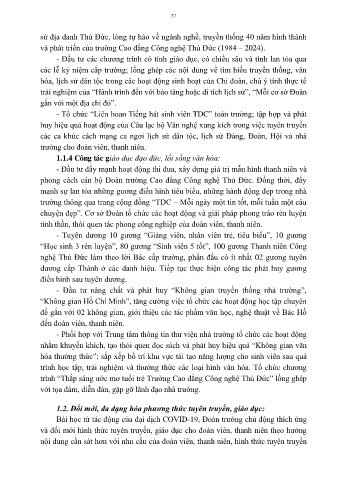 37
sử địa danh Thủ Đức, lòng tự hào về ngành nghề, truyền thống 40 năm hình thành
và phát triển của trường Cao đẳng Công nghệ Thủ Đức (1984 – 2024).
- Đầu tư các chương trình có tính giáo dục, có chiều sâu và tính lan tỏa qua
các lễ kỷ niệm cấp trường; lồng ghép các nội dung về tìm hiểu truyền thống, văn
hóa, lịch sử dân tộc trong các hoạt động sinh hoạt của Chi đoàn, chú ý tính thực tế
trải nghiệm của “Hành trình đến với bảo tàng hoặc di tích lịch sử”, “Mỗi cơ sở Đoàn
gắn với một địa chỉ đỏ”.
- Tổ chức “Liên hoan Tiếng hát sinh viên TDC” toàn trường; tập hợp và phát
huy hiệu quả hoạt động của Câu lạc bộ Văn nghệ xung kích trong việc tuyên truyền
các ca khúc cách mạng ca ngợi lịch sử dân tộc, lịch sử Đảng, Đoàn, Hội và nhà
trường cho đoàn viên, thanh niên.
1.1.4 Công tác giáo dục đạo đức, lối sống văn hóa:
- Đầu tư đẩy mạnh hoạt động thi đua, xây dựng giá trị mẫu hình thanh niên và
phong cách cán bộ Đoàn trường Cao đẳng Công nghệ Thủ Đức. Đồng thời, đẩy
mạnh sự lan tỏa những gương điển hình tiêu biểu, những hành động đẹp trong nhà
trường thông qua trang cộng đồng “TDC – Mỗi ngày một tin tốt, mỗi tuần một câu
chuyện đẹp”. Cơ sở Đoàn tổ chức các hoạt động và giải pháp phong trào rèn luyện
tinh thần, thói quen tác phong công nghiệp của đoàn viên, thanh niên.
- Tuyên dương 10 gương “Giảng viên, nhân viên trẻ, tiêu biểu”, 10 gương
“Học sinh 3 rèn luyện”, 80 gương “Sinh viên 5 tốt”, 100 gương Thanh niên Công
nghệ Thủ Đức làm theo lời Bác cấp trường, phấn đấu có ít nhất 02 gương tuyên
dương cấp Thành ở các danh hiệu. Tiếp tục thực hiện công tác phát huy gương
điển hình sau tuyên dương.
- Đầu tư nâng chất và phát huy “Không gian truyền thống nhà trường”,
“Không gian Hồ Chí Minh”, tăng cường việc tổ chức các hoạt động học tập chuyên
đề gắn với 02 không gian, giới thiệu các tác phẩm văn học, nghệ thuật về Bác Hồ
đến đoàn viên, thanh niên.
- Phối hợp với Trung tâm thông tin thư viện nhà trường tổ chức các hoạt động
nhằm khuyến khích, tạo thói quen đọc sách và phát huy hiệu quả “Không gian văn
hóa thưởng thức”; sắp xếp bố trí khu vực tái tạo năng lượng cho sinh viên sau quá
trình học tập, trải nghiệm và thưởng thức các loại hình văn hóa. Tổ chức chương
trình “Thắp sáng ước mơ tuổi trẻ Trường Cao đẳng Công nghệ Thủ Đức” lồng ghép
với tọa đàm, diễn đàn, gặp gỡ lãnh đạo nhà trường.
1.2. Đổi mới, đa dạng hóa phương thức tuyên truyền, giáo dục:
Bài học từ tác động của đại dịch COVID-19, Đoàn trường chủ động thích ứng
và đổi mới hình thức tuyên truyền, giáo dục cho đoàn viên, thanh niên theo hướng
nội dung cần sát hơn với nhu cầu của đoàn viên, thanh niên, hình thức tuyên truyền